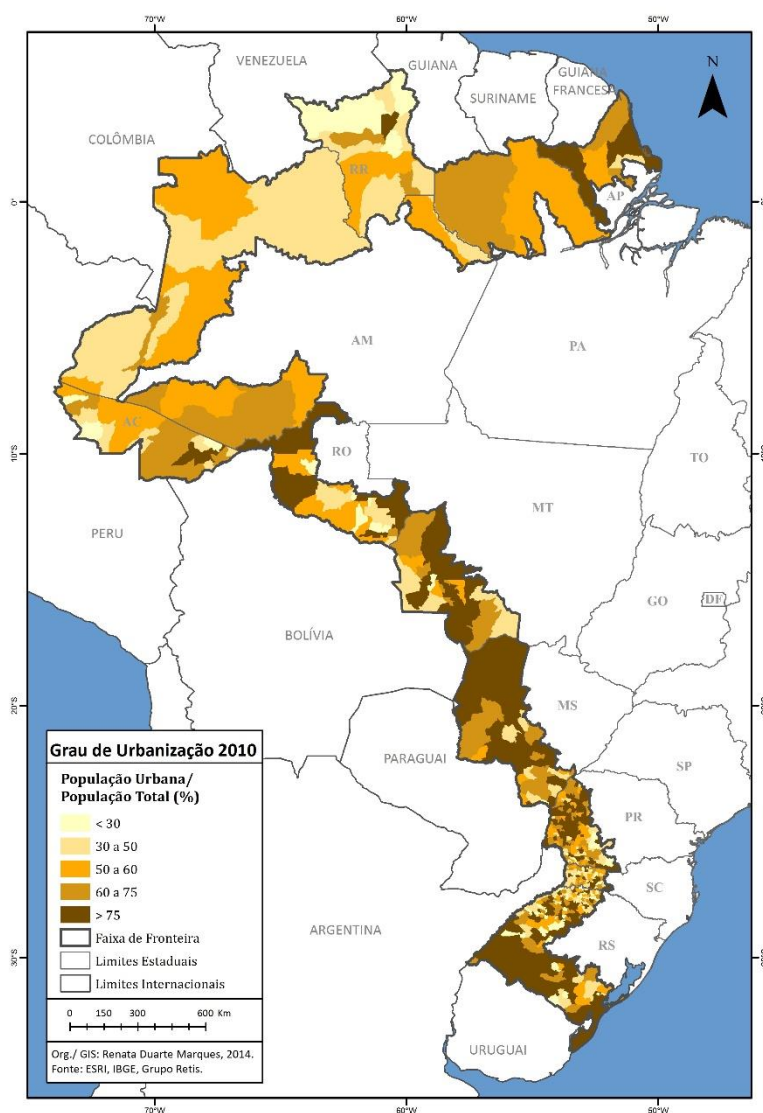 70°W
60°W
50°W
N
VENEZUELA
GUIANA
SURINAME
GUIANA
FRANCESA
COLÔMBIA
RR
AP
0°
AM
PA
AC
RO
TO
10°S
PERU
MT
GO
DF
BOLÍVIA
MS
20°S
SP
PARAGUAI
PR
SC
ARGENTINA
RS
30°S
URUGUAI
Grau de Urbanização 2010
População Urbana/
População Total (%)
< 30
30 a 50
50 a 60
60 a 75
> 75
Faixa de Fronteira
Limites Estaduais
Limites Internacionais
0 150 300 600 Km
Org./ GIS: Renata Duarte Marques, 2014.
Fonte: ESRI, IBGE, Grupo Retis.
70°W
60°W
50°W